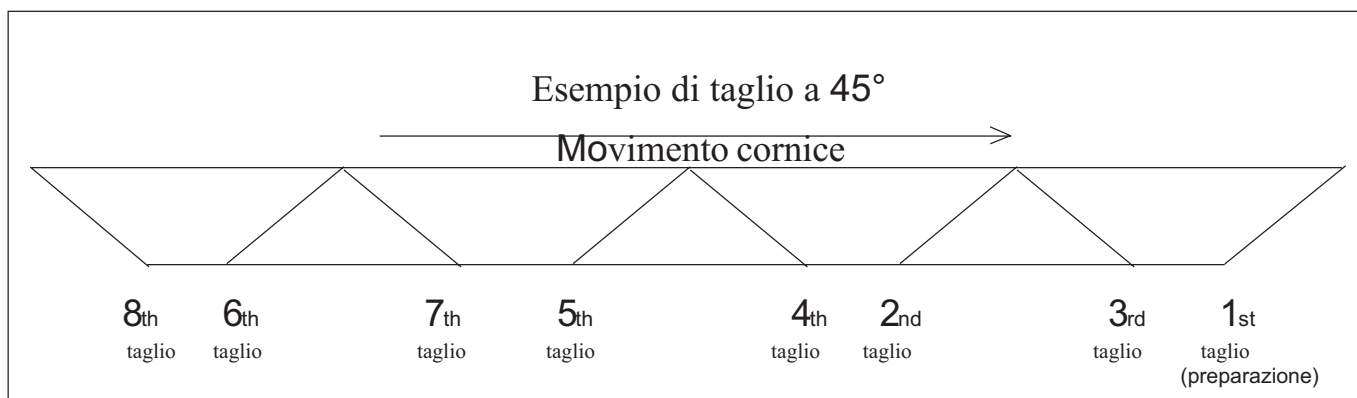 Esempio di taglio a 45°
Movimento cornice
8th 6th 7th 5th 4th 2nd 3rd 1st
taglio taglio taglio taglio taglio taglio taglio taglio
(preparazione)